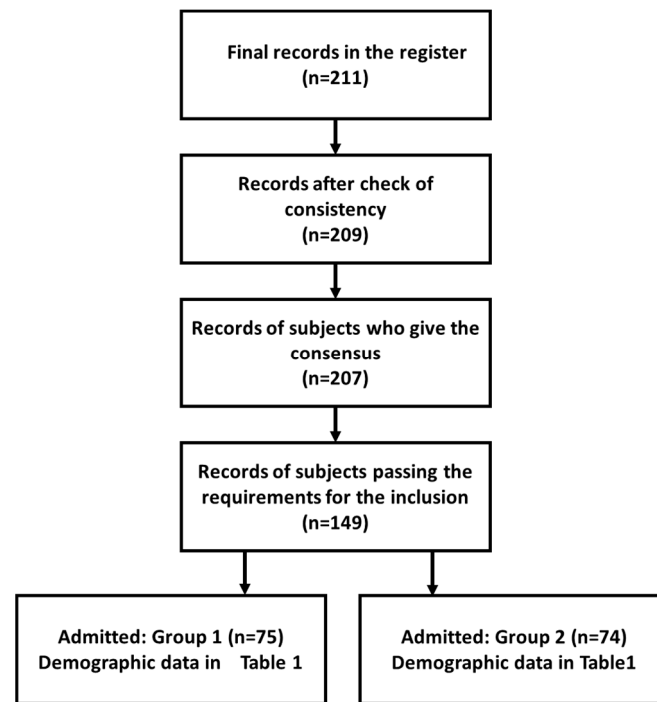 Final records in the register
(n=211)
Records after check of
consistency
(n=209)
Records of subjects who give the
consensus
(n=207)
Records of subjects passing the
requirements for the inclusion
(n=149)
Admitted: Group 1 (n=75)
Demographic data in Table 1
Admitted: Group 2 (n=74)
Demographic data in Table1